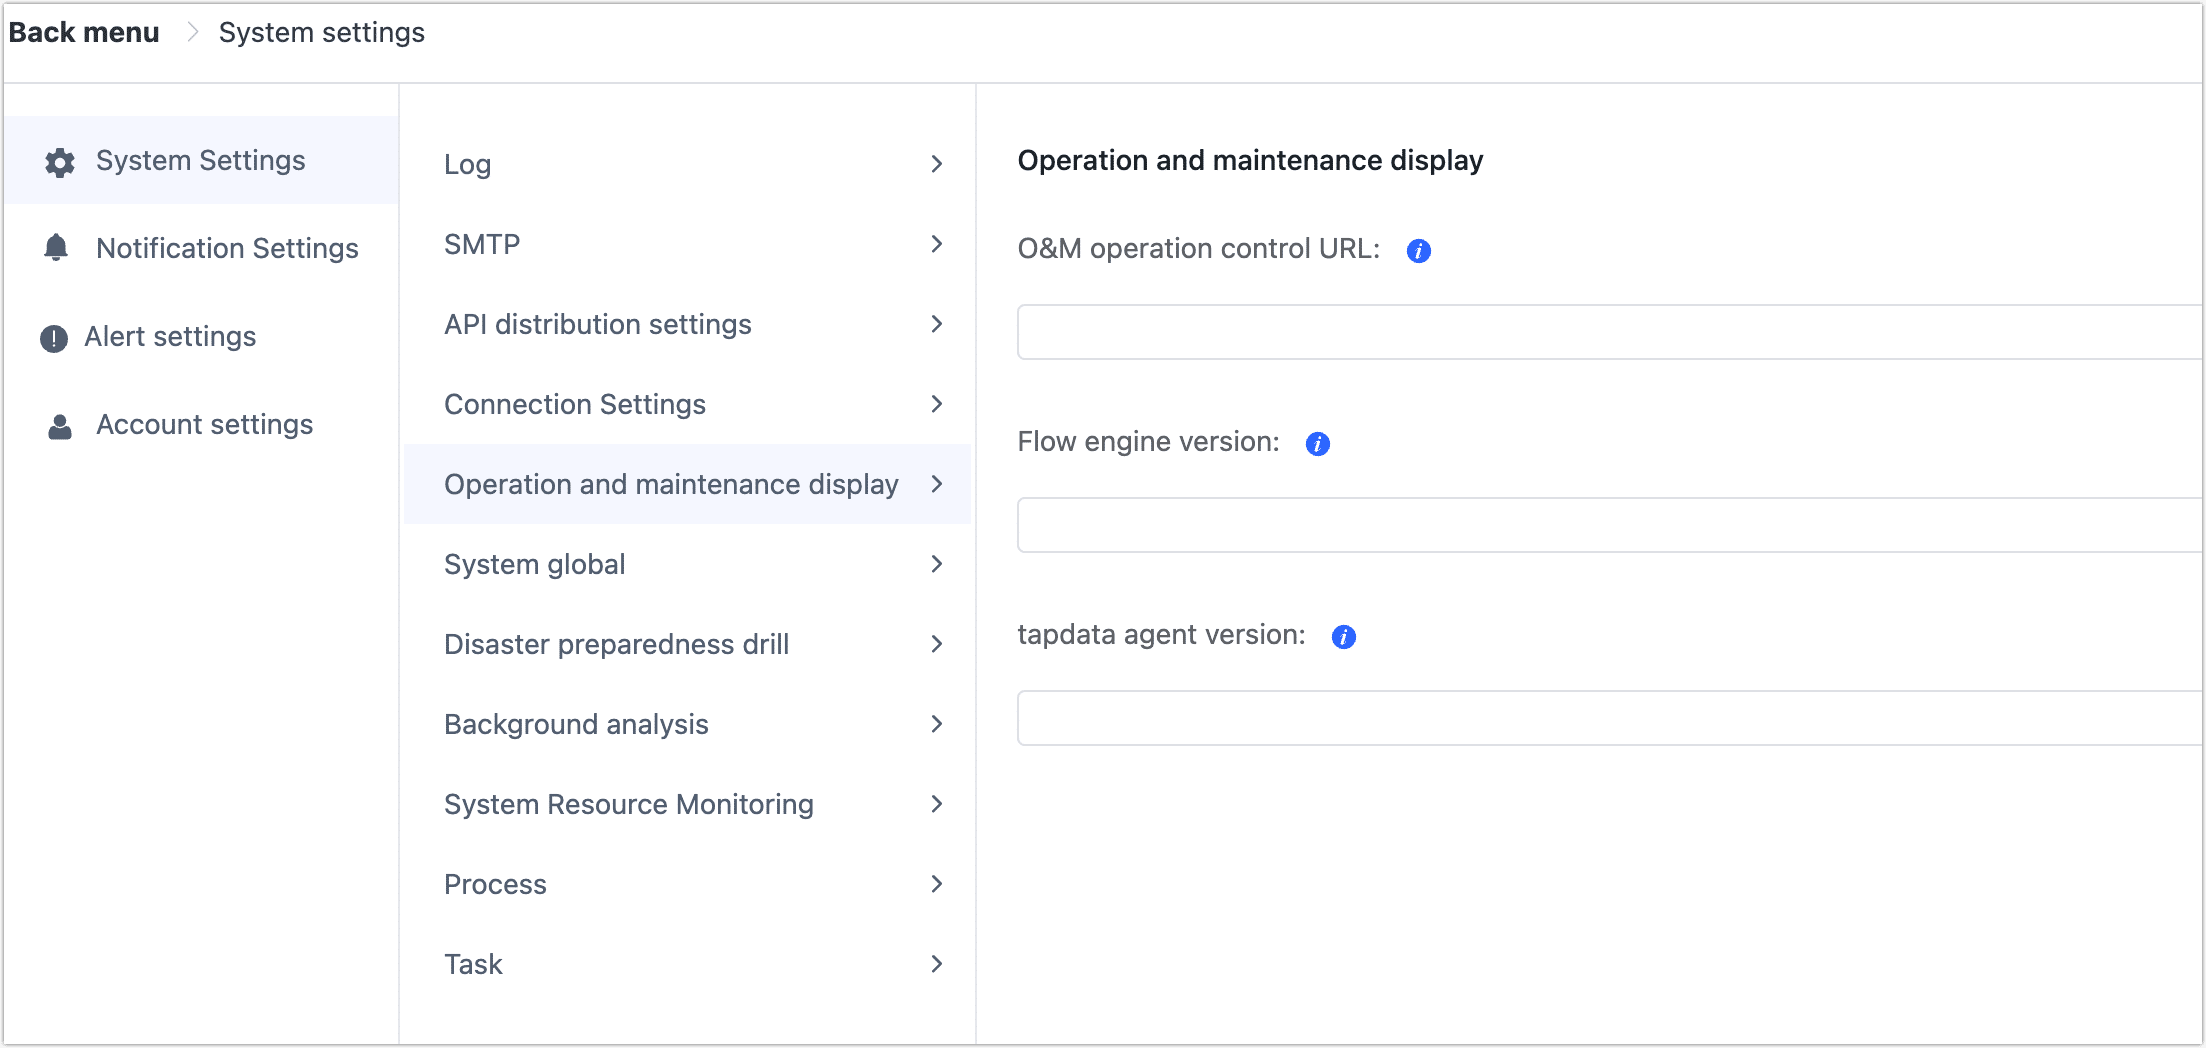 Back menu
System settings
System Settings
Notification Settings
Alert settings
Account settings
Log
SMTP
API distribution settings
Connection Settings
Operation and maintenance display
System global
Disaster preparedness drill
Background analysis
System Resource Monitoring
Process
Task
Operation and maintenance display
O&M operation control URL:
Flow engine version:
tapdata agent version: